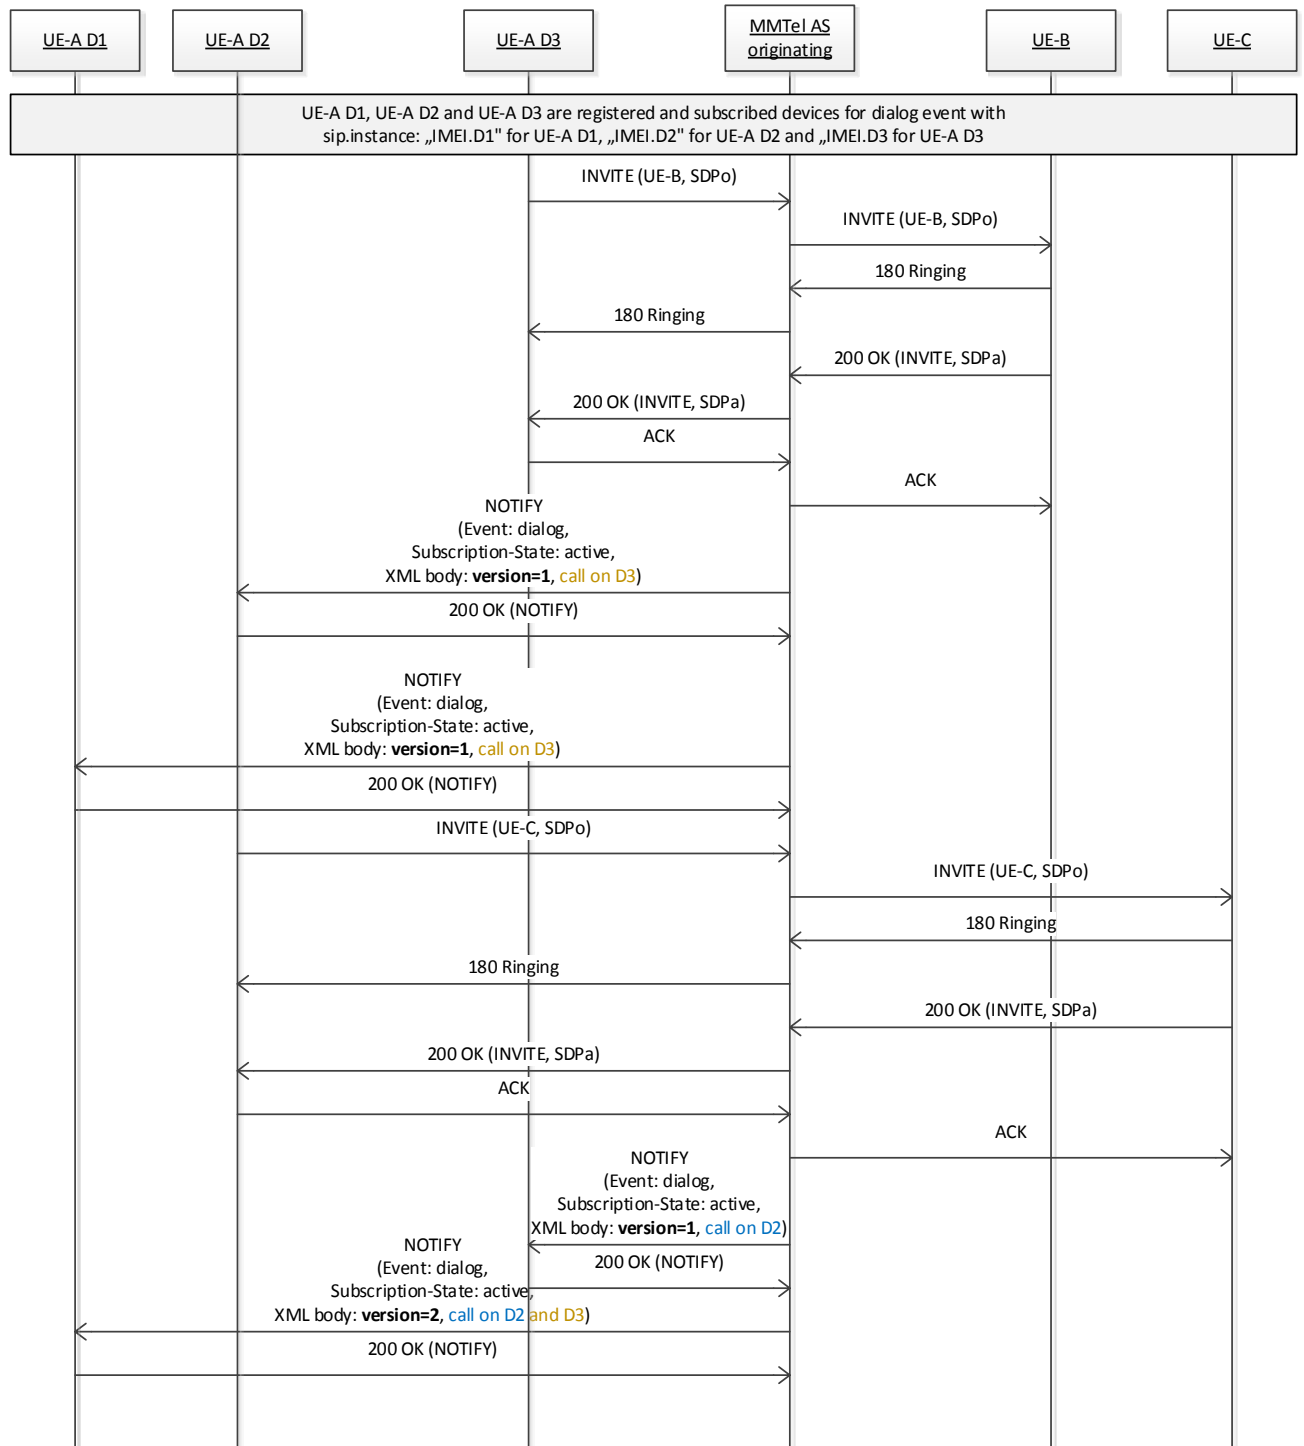 UE-A D1
UE-A D2
UE-A D3
MMTel AS
originating
UE-B
UE-C
UE-A D1, UE-A D2 and UE-A D3 are registered and subscribed devices for dialog event with
sip.instance: „IMEI.D1" for UE-A D1, „IMEI.D2" for UE-A D2 and „IMEI.D3 for UE-A D3
INVITE (UE-B, SDPo)
INVITE (UE-B, SDPo)
180 Ringing
180 Ringing
200 OK (INVITE, SDPa)
200 OK (INVITE, SDPa)
ACK
ACK
NOTIFY
(Event: dialog,
Subscription-State: active,
XML body: version=1, call on D3)
200 OK (NOTIFY)
NOTIFY
(Event: dialog,
Subscription-State: active,
XML body: version=1, call on D3)
200 OK (NOTIFY)
INVITE (UE-C, SDPo)
INVITE (UE-C, SDPo)
180 Ringing
180 Ringing
200 OK (INVITE, SDPa)
200 OK (INVITE, SDPa)
ACK
ACK
NOTIFY
(Event: dialog,
Subscription-State: active,
XML body: version=1, call on D2)
200 OK (NOTIFY)
NOTIFY
(Event: dialog,
Subscription-State: active,
XML body: version=2, call on D2 and D3)
200 OK (NOTIFY)